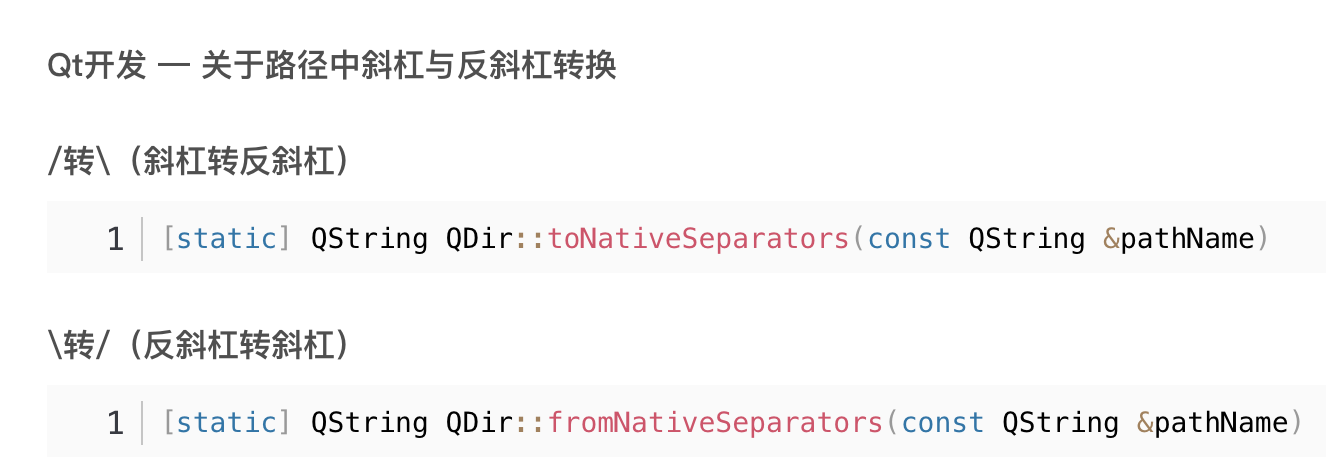 Qt开发 — 关于路径中斜杠与反斜杠转换
/转\（斜杠转反斜杠）
1 [static] QString QDir::toNativeSeparators(const QString &pathName)
\转/（反斜杠转斜杠）
1 [static] QString QDir::fromNativeSeparators(const QString &pathName)